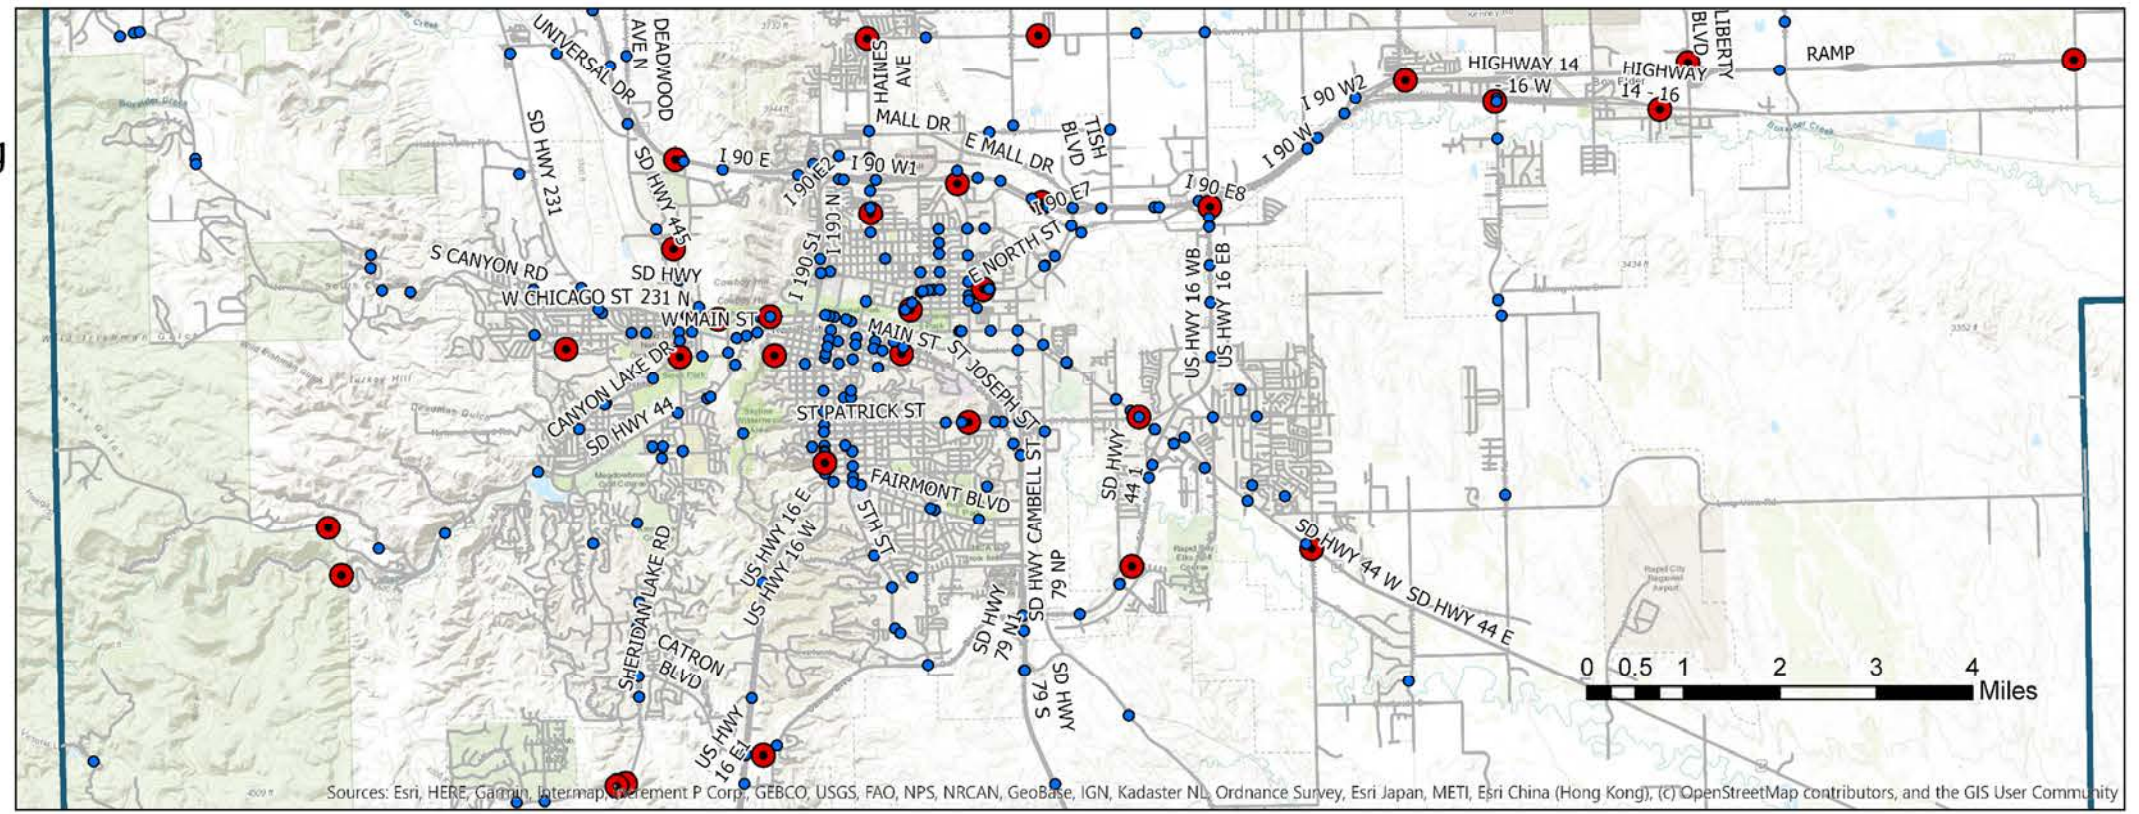 UNIVERSAL DR
DEADWOOD
AVE N
HAINES
AVE
MALL DR
E MALL DR
TISH
BLVD
I 90 W2
I 90 W
HIGHWAY 14
- 16 W
HIGHWAY
14 - 16
LIBERTY
BLVD
RAMP
SD HWY 231
SD HWY 445
I 90 E
I 90 E2
I 90 W1
I 90 E7
I 90 E8
I 190 N
I 190 S1
E NORTH ST
US HWY 16 WB
US HWY 16 EB
S CANYON RD
SD HWY
231 N
W CHICAGO ST
W MAIN ST
MAIN ST
ST JOSEPH ST
CANYON LAKE DR
SD HWY 44
ST PATRICK ST
FAIRMONT BLVD
5TH ST
US HWY 16 E
US HWY 16 W
SD HWY CAMBELL ST
79 NP
SD HWY
44 1
SD HWY 44 W
SD HWY 44 E
SHERIDAN LAKE RD
CATRON
BLVD
SD HWY
79 N1
SD HWY
79 S
US HWY
16 E1
Rapid City
Regional
Airport
Long View Rd
0 0.5 1 2 3 4
Miles
Sources: Esri, HERE, Garmin, Intermap, increment P Corp., GEBCO, USGS, FAO, NPS, NRCAN, GeoBase, IGN, Kadaster NL, Ordnance Survey, Esri Japan, METI, Esri China (Hong Kong), (c) OpenStreetMap contributors, and the GIS User Community